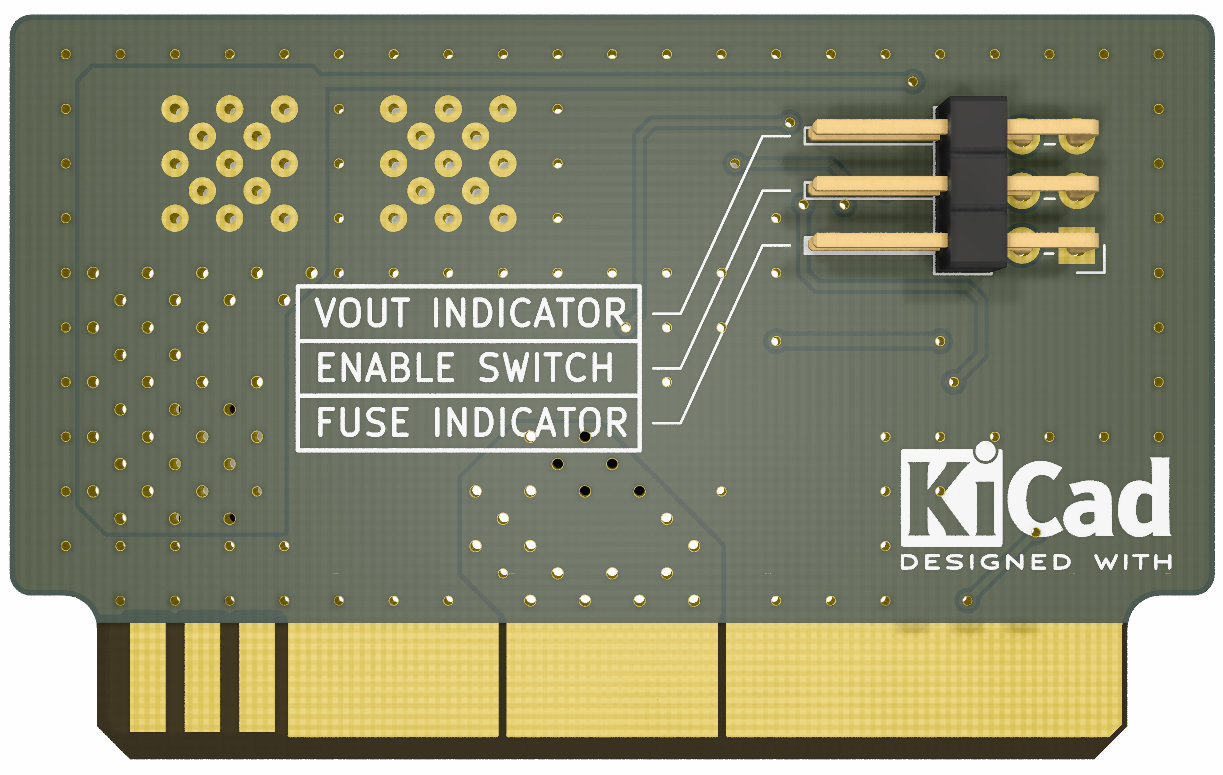 VOUT INDICATOR
ENABLE SWITCH
FUSE INDICATOR
KiCad
DESIGNED WITH